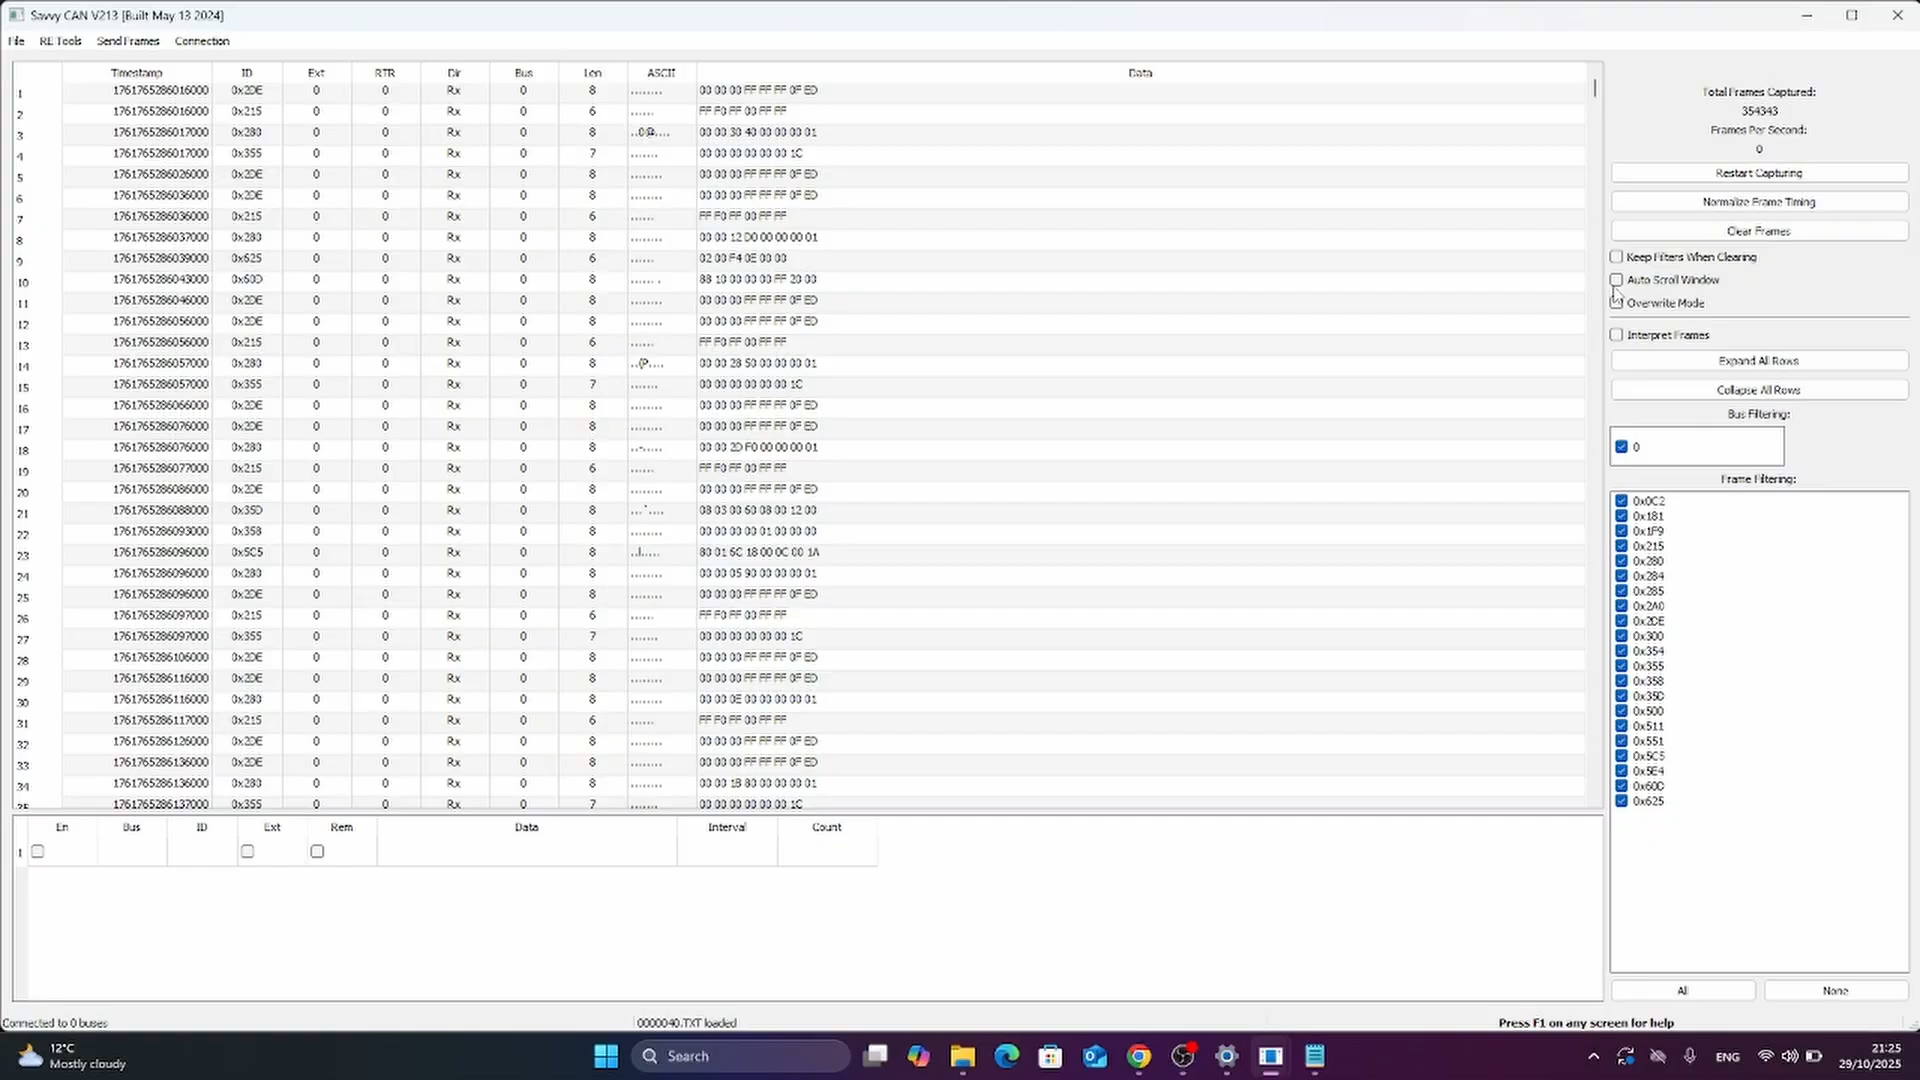 Savvy CAN V213 [Built May 13 2024]
File RE Tools Send Frames Connection
Timestamp ID Ext RTR Dir Bus Len ASCII Data
1 1761765286016000 0x2DE 0 0 Rx 0 8 ........ 00 00 00 FF FF FF 0F ED
2 1761765286016000 0x215 0 0 Rx 0 6 ...... FF F0 FF 00 FF FF
3 1761765286017000 0x280 0 0 Rx 0 8 ..0@.... 00 00 30 40 00 00 00 01
4 1761765286017000 0x355 0 0 Rx 0 7 ....... 00 00 00 00 00 00 1C
5 1761765286026000 0x2DE 0 0 Rx 0 8 ........ 00 00 00 FF FF FF 0F ED
6 1761765286036000 0x2DE 0 0 Rx 0 8 ........ 00 00 00 FF FF FF 0F ED
7 1761765286036000 0x215 0 0 Rx 0 6 ...... FF F0 FF 00 FF FF
8 1761765286037000 0x280 0 0 Rx 0 8 ........ 00 00 12 D0 00 00 00 01
9 1761765286039000 0x625 0 0 Rx 0 6 ...... 02 00 F4 0E 00 00
10 1761765286043000 0x60D 0 0 Rx 0 8 ...... . 88 10 00 00 00 FF 20 00
11 1761765286046000 0x2DE 0 0 Rx 0 8 ........ 00 00 00 FF FF FF 0F ED
12 1761765286056000 0x2DE 0 0 Rx 0 8 ........ 00 00 00 FF FF FF 0F ED
13 1761765286056000 0x215 0 0 Rx 0 6 ...... FF F0 FF 00 FF FF
14 1761765286057000 0x280 0 0 Rx 0 8 ..(P.... 00 00 28 50 00 00 00 01
15 1761765286057000 0x355 0 0 Rx 0 7 ....... 00 00 00 00 00 00 1C
16 1761765286066000 0x2DE 0 0 Rx 0 8 ........ 00 00 00 FF FF FF 0F ED
17 1761765286076000 0x2DE 0 0 Rx 0 8 ........ 00 00 00 FF FF FF 0F ED
18 1761765286076000 0x280 0 0 Rx 0 8 ..-..... 00 00 2D F0 00 00 00 01
19 1761765286077000 0x215 0 0 Rx 0 6 ...... FF F0 FF 00 FF FF
20 1761765286086000 0x2DE 0 0 Rx 0 8 ........ 00 00 00 FF FF FF 0F ED
21 1761765286088000 0x35D 0 0 Rx 0 8 ...`.... 08 03 00 60 08 00 12 00
22 1761765286093000 0x358 0 0 Rx 0 8 ........ 00 00 00 00 01 00 00 00
23 1761765286096000 0x5C5 0 0 Rx 0 8 ..l..... 80 01 6C 18 00 0C 00 1A
24 1761765286096000 0x280 0 0 Rx 0 8 ........ 00 00 05 90 00 00 00 01
25 1761765286096000 0x2DE 0 0 Rx 0 8 ........ 00 00 00 FF FF FF 0F ED
26 1761765286097000 0x215 0 0 Rx 0 6 ...... FF F0 FF 00 FF FF
27 1761765286097000 0x355 0 0 Rx 0 7 ....... 00 00 00 00 00 00 1C
28 1761765286106000 0x2DE 0 0 Rx 0 8 ........ 00 00 00 FF FF FF 0F ED
29 1761765286116000 0x2DE 0 0 Rx 0 8 ........ 00 00 00 FF FF FF 0F ED
30 1761765286116000 0x280 0 0 Rx 0 8 ........ 00 00 0E 00 00 00 00 01
31 1761765286117000 0x215 0 0 Rx 0 6 ...... FF F0 FF 00 FF FF
32 1761765286126000 0x2DE 0 0 Rx 0 8 ........ 00 00 00 FF FF FF 0F ED
33 1761765286136000 0x2DE 0 0 Rx 0 8 ........ 00 00 00 FF FF FF 0F ED
34 1761765286136000 0x280 0 0 Rx 0 8 ........ 00 00 1B 80 00 00 00 01
35 1761765286137000 0x355 0 0 Rx 0 7 ....... 00 00 00 00 00 00 1C
En Bus ID Ext Rem Data Interval Count
1
Total Frames Captured:
354343
Frames Per Second:
0
Restart Capturing
Normalize Frame Timing
Clear Frames
Keep Filters When Clearing
Auto Scroll Window
Overwrite Mode
Interpret Frames
Expand All Rows
Collapse All Rows
Bus Filtering:
0
Frame Filtering:
0x0C2
0x181
0x1F9
0x215
0x280
0x284
0x285
0x2A0
0x2DE
0x300
0x354
0x355
0x358
0x35D
0x500
0x511
0x551
0x5C5
0x5E4
0x60D
0x625
All None
Connected to 0 buses 0000040.TXT loaded Press F1 on any screen for help
12°C
Mostly cloudy
Search
ENG
21:25
29/10/2025